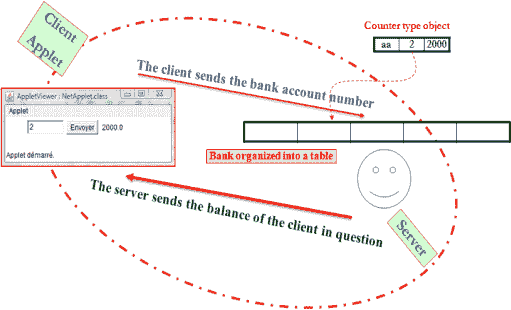 Client
Applet
Counter type object
aa 2 2000
The client sends the bank account number
AppletViewer : NetApplet.class
Applet
2 Envoyer 2000.0
Applet démarré.
Bank organized into a table
The server sends the balance of the client in question
Server